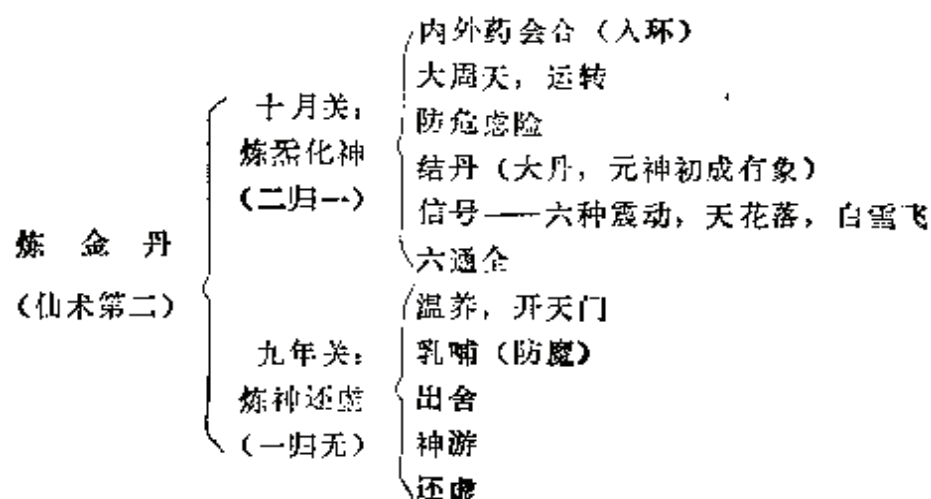 炼金丹
(仙术第二)
十月关:
炼炁化神
(二归一)
内外药会合(入环)
大周天,运转
防危虑险
结丹(大丹,元神初成有象)
信号——六种震动,天花落,白雪飞
六通全
九年关:
炼神还虚
(一归无)
温养,开天门
乳哺(防魔)
出舍
神游
还虚